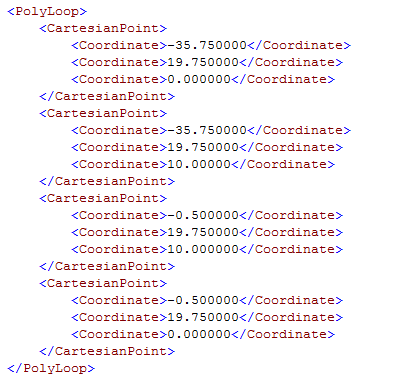 <PolyLoop>
    <CartesianPoint>
        <Coordinate>-35.750000</Coordinate>
        <Coordinate>19.750000</Coordinate>
        <Coordinate>0.000000</Coordinate>
    </CartesianPoint>
    <CartesianPoint>
        <Coordinate>-35.750000</Coordinate>
        <Coordinate>19.750000</Coordinate>
        <Coordinate>10.00000</Coordinate>
    </CartesianPoint>
    <CartesianPoint>
        <Coordinate>-0.500000</Coordinate>
        <Coordinate>19.750000</Coordinate>
        <Coordinate>10.000000</Coordinate>
    </CartesianPoint>
    <CartesianPoint>
        <Coordinate>-0.500000</Coordinate>
        <Coordinate>19.750000</Coordinate>
        <Coordinate>0.000000</Coordinate>
    </CartesianPoint>
</PolyLoop>